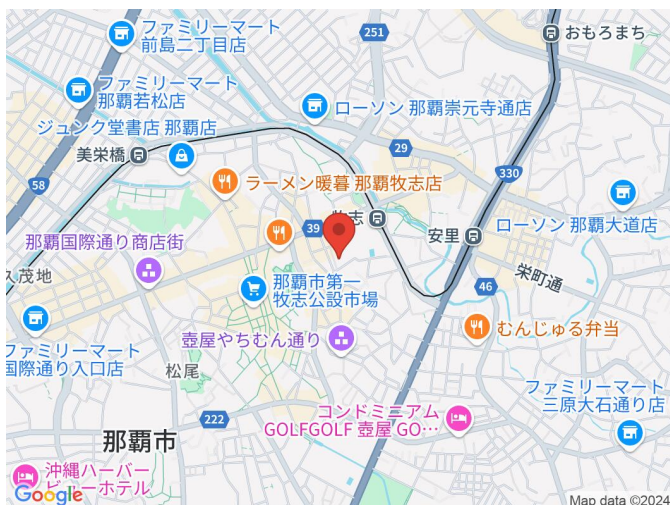 ファミリーマート
前島二丁目店
251
おもろまち
ファミリーマート
那覇若松店
ローソン 那覇崇元寺通店
ジュンク堂書店 那覇店
美栄橋
29
58
330
ラーメン暖暮 那覇牧志店
ローソン 那覇大道店
39
牧志
安里
那覇国際通り商店街
栄町通
久茂地
那覇市第一
牧志公設市場
46
むんじゅる弁当
ファミリーマート
国際通り入口店
壺屋やちむん通り
松尾
ファミリーマート
三原大石通り店
コンドミニアム
GOLFGOLF 壺屋 GO…
222
那覇市
沖縄ハーバー
ビューホテル
Google
Map data ©2024